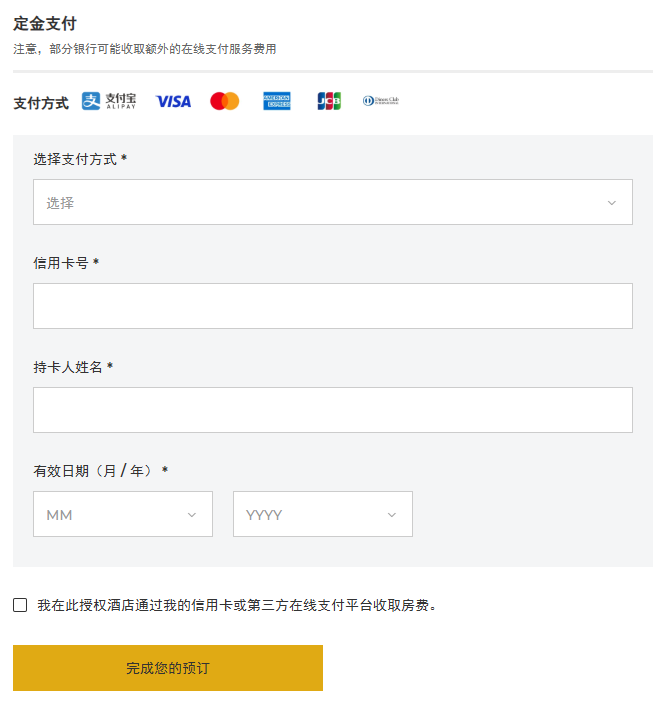 定金支付
注意，部分银行可能收取额外的在线支付服务费用
支付方式 支 支付宝 ALIPAY VISA AMERICAN EXPRESS JCB Diners Club INTERNATIONAL
选择支付方式 *
选择
信用卡号 *
持卡人姓名 *
有效日期（月 / 年） *
MM YYYY
我在此授权酒店通过我的信用卡或第三方在线支付平台收取房费。
完成您的预订